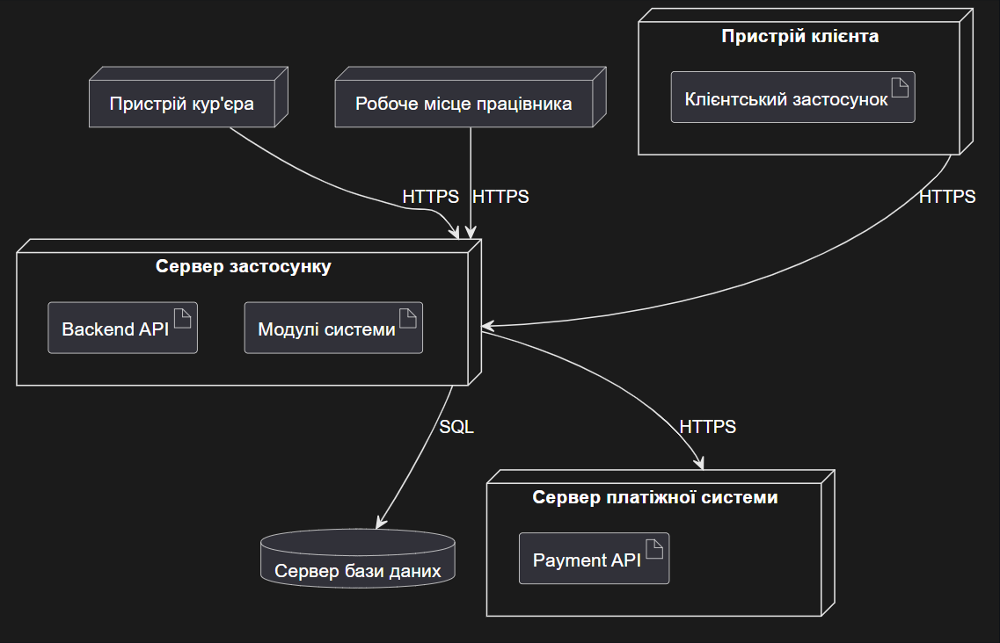 Пристрій клієнта
Клієнтський застосунок
Пристрій кур'єра
Робоче місце працівника
HTTPS
HTTPS
HTTPS
Сервер застосунку
Backend API
Модулі системи
SQL
HTTPS
Сервер платіжної системи
Payment API
Сервер бази даних